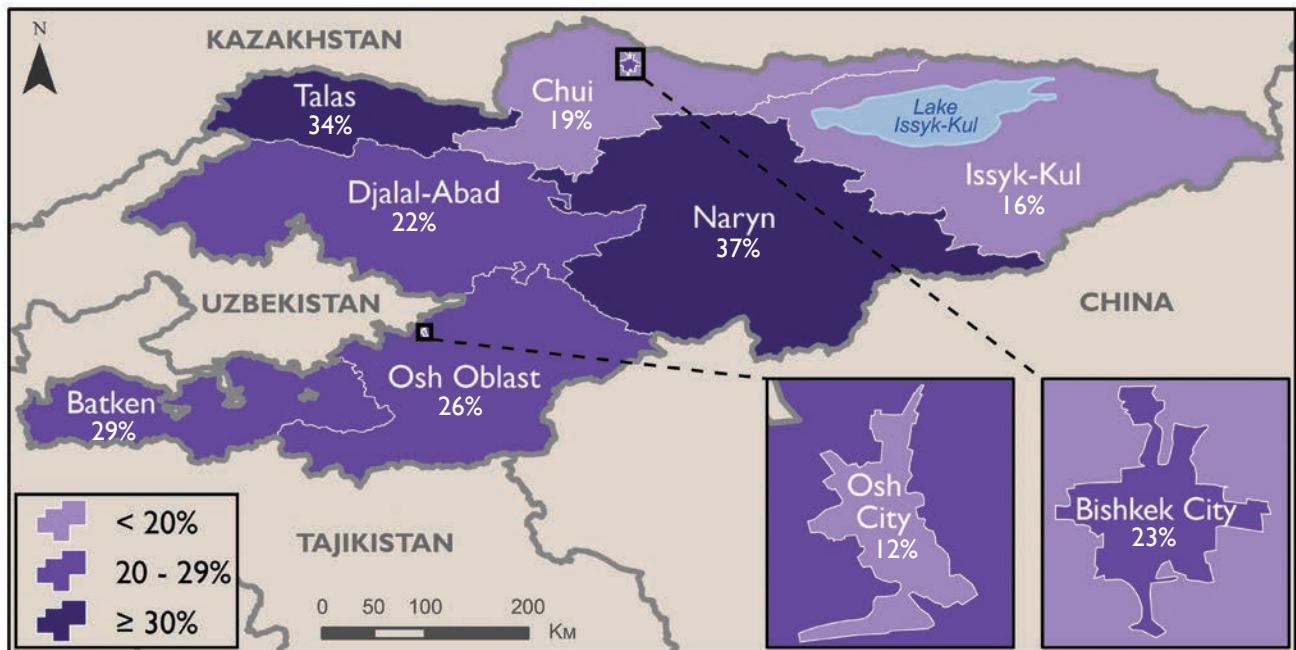 N
KAZAKHSTAN
Talas
34%
Chui
19%
Lake
Issyk-Kul
Issyk-Kul
16%
Djalal-Abad
22%
Naryn
37%
UZBEKISTAN
CHINA
Osh Oblast
26%
Batken
29%
TAJIKISTAN
< 20%
20 - 29%
≥ 30%
0 50 100 200
KM
Osh
City
12%
Bishkek City
23%